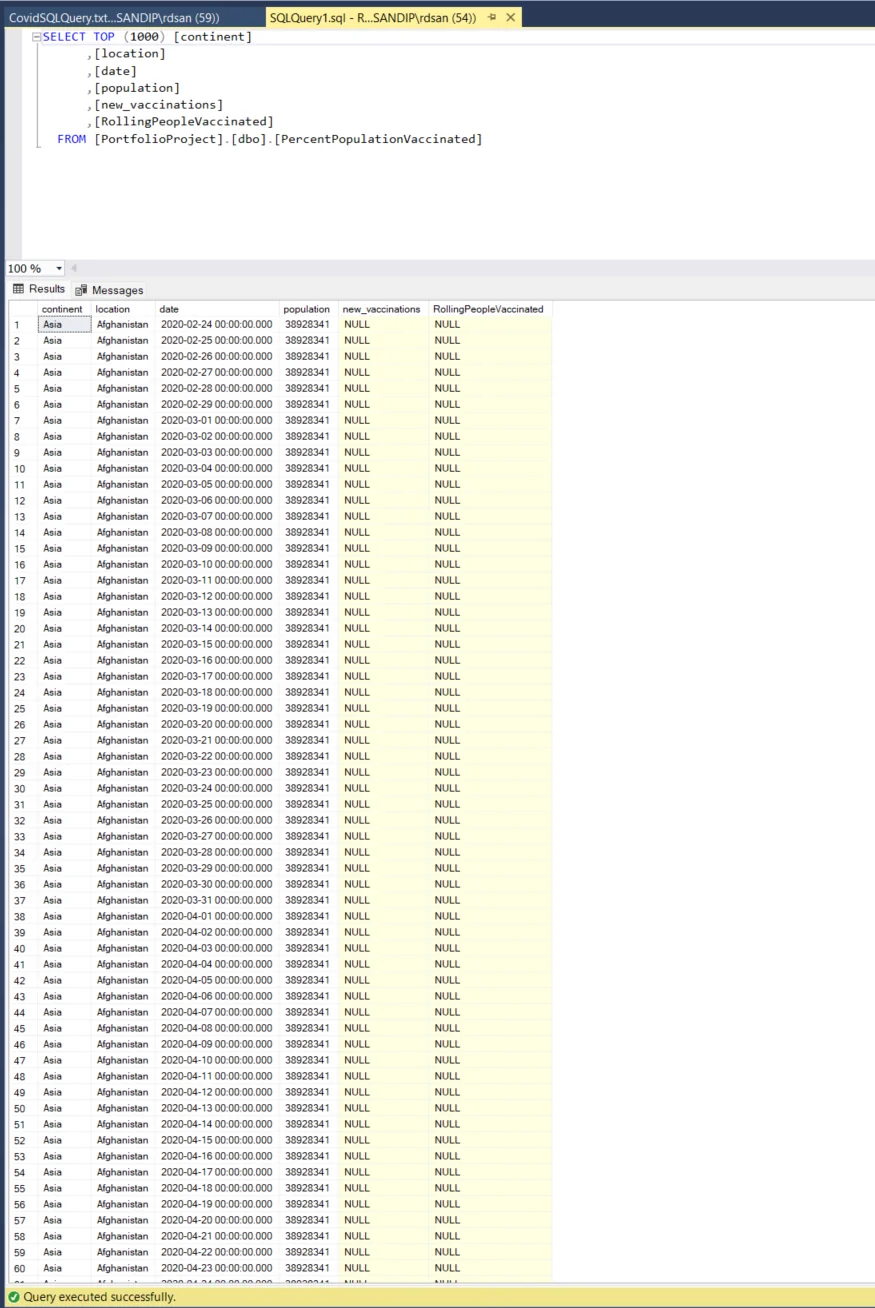 CovidSQLQuery.txt...SANDIP\rdsan (59)) SQLQuery1.sql - R...SANDIP\rdsan (54))
SELECT TOP (1000) [continent]
,[location]
,[date]
,[population]
,[new_vaccinations]
,[RollingPeopleVaccinated]
FROM [PortfolioProject].[dbo].[PercentPopulationVaccinated]
100 %
Results Messages
continent location date population new_vaccinations RollingPeopleVaccinated
1 Asia Afghanistan 2020-02-24 00:00:00.000 38928341 NULL NULL
2 Asia Afghanistan 2020-02-25 00:00:00.000 38928341 NULL NULL
3 Asia Afghanistan 2020-02-26 00:00:00.000 38928341 NULL NULL
4 Asia Afghanistan 2020-02-27 00:00:00.000 38928341 NULL NULL
5 Asia Afghanistan 2020-02-28 00:00:00.000 38928341 NULL NULL
6 Asia Afghanistan 2020-02-29 00:00:00.000 38928341 NULL NULL
7 Asia Afghanistan 2020-03-01 00:00:00.000 38928341 NULL NULL
8 Asia Afghanistan 2020-03-02 00:00:00.000 38928341 NULL NULL
9 Asia Afghanistan 2020-03-03 00:00:00.000 38928341 NULL NULL
10 Asia Afghanistan 2020-03-04 00:00:00.000 38928341 NULL NULL
11 Asia Afghanistan 2020-03-05 00:00:00.000 38928341 NULL NULL
12 Asia Afghanistan 2020-03-06 00:00:00.000 38928341 NULL NULL
13 Asia Afghanistan 2020-03-07 00:00:00.000 38928341 NULL NULL
14 Asia Afghanistan 2020-03-08 00:00:00.000 38928341 NULL NULL
15 Asia Afghanistan 2020-03-09 00:00:00.000 38928341 NULL NULL
16 Asia Afghanistan 2020-03-10 00:00:00.000 38928341 NULL NULL
17 Asia Afghanistan 2020-03-11 00:00:00.000 38928341 NULL NULL
18 Asia Afghanistan 2020-03-12 00:00:00.000 38928341 NULL NULL
19 Asia Afghanistan 2020-03-13 00:00:00.000 38928341 NULL NULL
20 Asia Afghanistan 2020-03-14 00:00:00.000 38928341 NULL NULL
21 Asia Afghanistan 2020-03-15 00:00:00.000 38928341 NULL NULL
22 Asia Afghanistan 2020-03-16 00:00:00.000 38928341 NULL NULL
23 Asia Afghanistan 2020-03-17 00:00:00.000 38928341 NULL NULL
24 Asia Afghanistan 2020-03-18 00:00:00.000 38928341 NULL NULL
25 Asia Afghanistan 2020-03-19 00:00:00.000 38928341 NULL NULL
26 Asia Afghanistan 2020-03-20 00:00:00.000 38928341 NULL NULL
27 Asia Afghanistan 2020-03-21 00:00:00.000 38928341 NULL NULL
28 Asia Afghanistan 2020-03-22 00:00:00.000 38928341 NULL NULL
29 Asia Afghanistan 2020-03-23 00:00:00.000 38928341 NULL NULL
30 Asia Afghanistan 2020-03-24 00:00:00.000 38928341 NULL NULL
31 Asia Afghanistan 2020-03-25 00:00:00.000 38928341 NULL NULL
32 Asia Afghanistan 2020-03-26 00:00:00.000 38928341 NULL NULL
33 Asia Afghanistan 2020-03-27 00:00:00.000 38928341 NULL NULL
34 Asia Afghanistan 2020-03-28 00:00:00.000 38928341 NULL NULL
35 Asia Afghanistan 2020-03-29 00:00:00.000 38928341 NULL NULL
36 Asia Afghanistan 2020-03-30 00:00:00.000 38928341 NULL NULL
37 Asia Afghanistan 2020-03-31 00:00:00.000 38928341 NULL NULL
38 Asia Afghanistan 2020-04-01 00:00:00.000 38928341 NULL NULL
39 Asia Afghanistan 2020-04-02 00:00:00.000 38928341 NULL NULL
40 Asia Afghanistan 2020-04-03 00:00:00.000 38928341 NULL NULL
41 Asia Afghanistan 2020-04-04 00:00:00.000 38928341 NULL NULL
42 Asia Afghanistan 2020-04-05 00:00:00.000 38928341 NULL NULL
43 Asia Afghanistan 2020-04-06 00:00:00.000 38928341 NULL NULL
44 Asia Afghanistan 2020-04-07 00:00:00.000 38928341 NULL NULL
45 Asia Afghanistan 2020-04-08 00:00:00.000 38928341 NULL NULL
46 Asia Afghanistan 2020-04-09 00:00:00.000 38928341 NULL NULL
47 Asia Afghanistan 2020-04-10 00:00:00.000 38928341 NULL NULL
48 Asia Afghanistan 2020-04-11 00:00:00.000 38928341 NULL NULL
49 Asia Afghanistan 2020-04-12 00:00:00.000 38928341 NULL NULL
50 Asia Afghanistan 2020-04-13 00:00:00.000 38928341 NULL NULL
51 Asia Afghanistan 2020-04-14 00:00:00.000 38928341 NULL NULL
52 Asia Afghanistan 2020-04-15 00:00:00.000 38928341 NULL NULL
53 Asia Afghanistan 2020-04-16 00:00:00.000 38928341 NULL NULL
54 Asia Afghanistan 2020-04-17 00:00:00.000 38928341 NULL NULL
55 Asia Afghanistan 2020-04-18 00:00:00.000 38928341 NULL NULL
56 Asia Afghanistan 2020-04-19 00:00:00.000 38928341 NULL NULL
57 Asia Afghanistan 2020-04-20 00:00:00.000 38928341 NULL NULL
58 Asia Afghanistan 2020-04-21 00:00:00.000 38928341 NULL NULL
59 Asia Afghanistan 2020-04-22 00:00:00.000 38928341 NULL NULL
60 Asia Afghanistan 2020-04-23 00:00:00.000 38928341 NULL NULL
Query executed successfully.